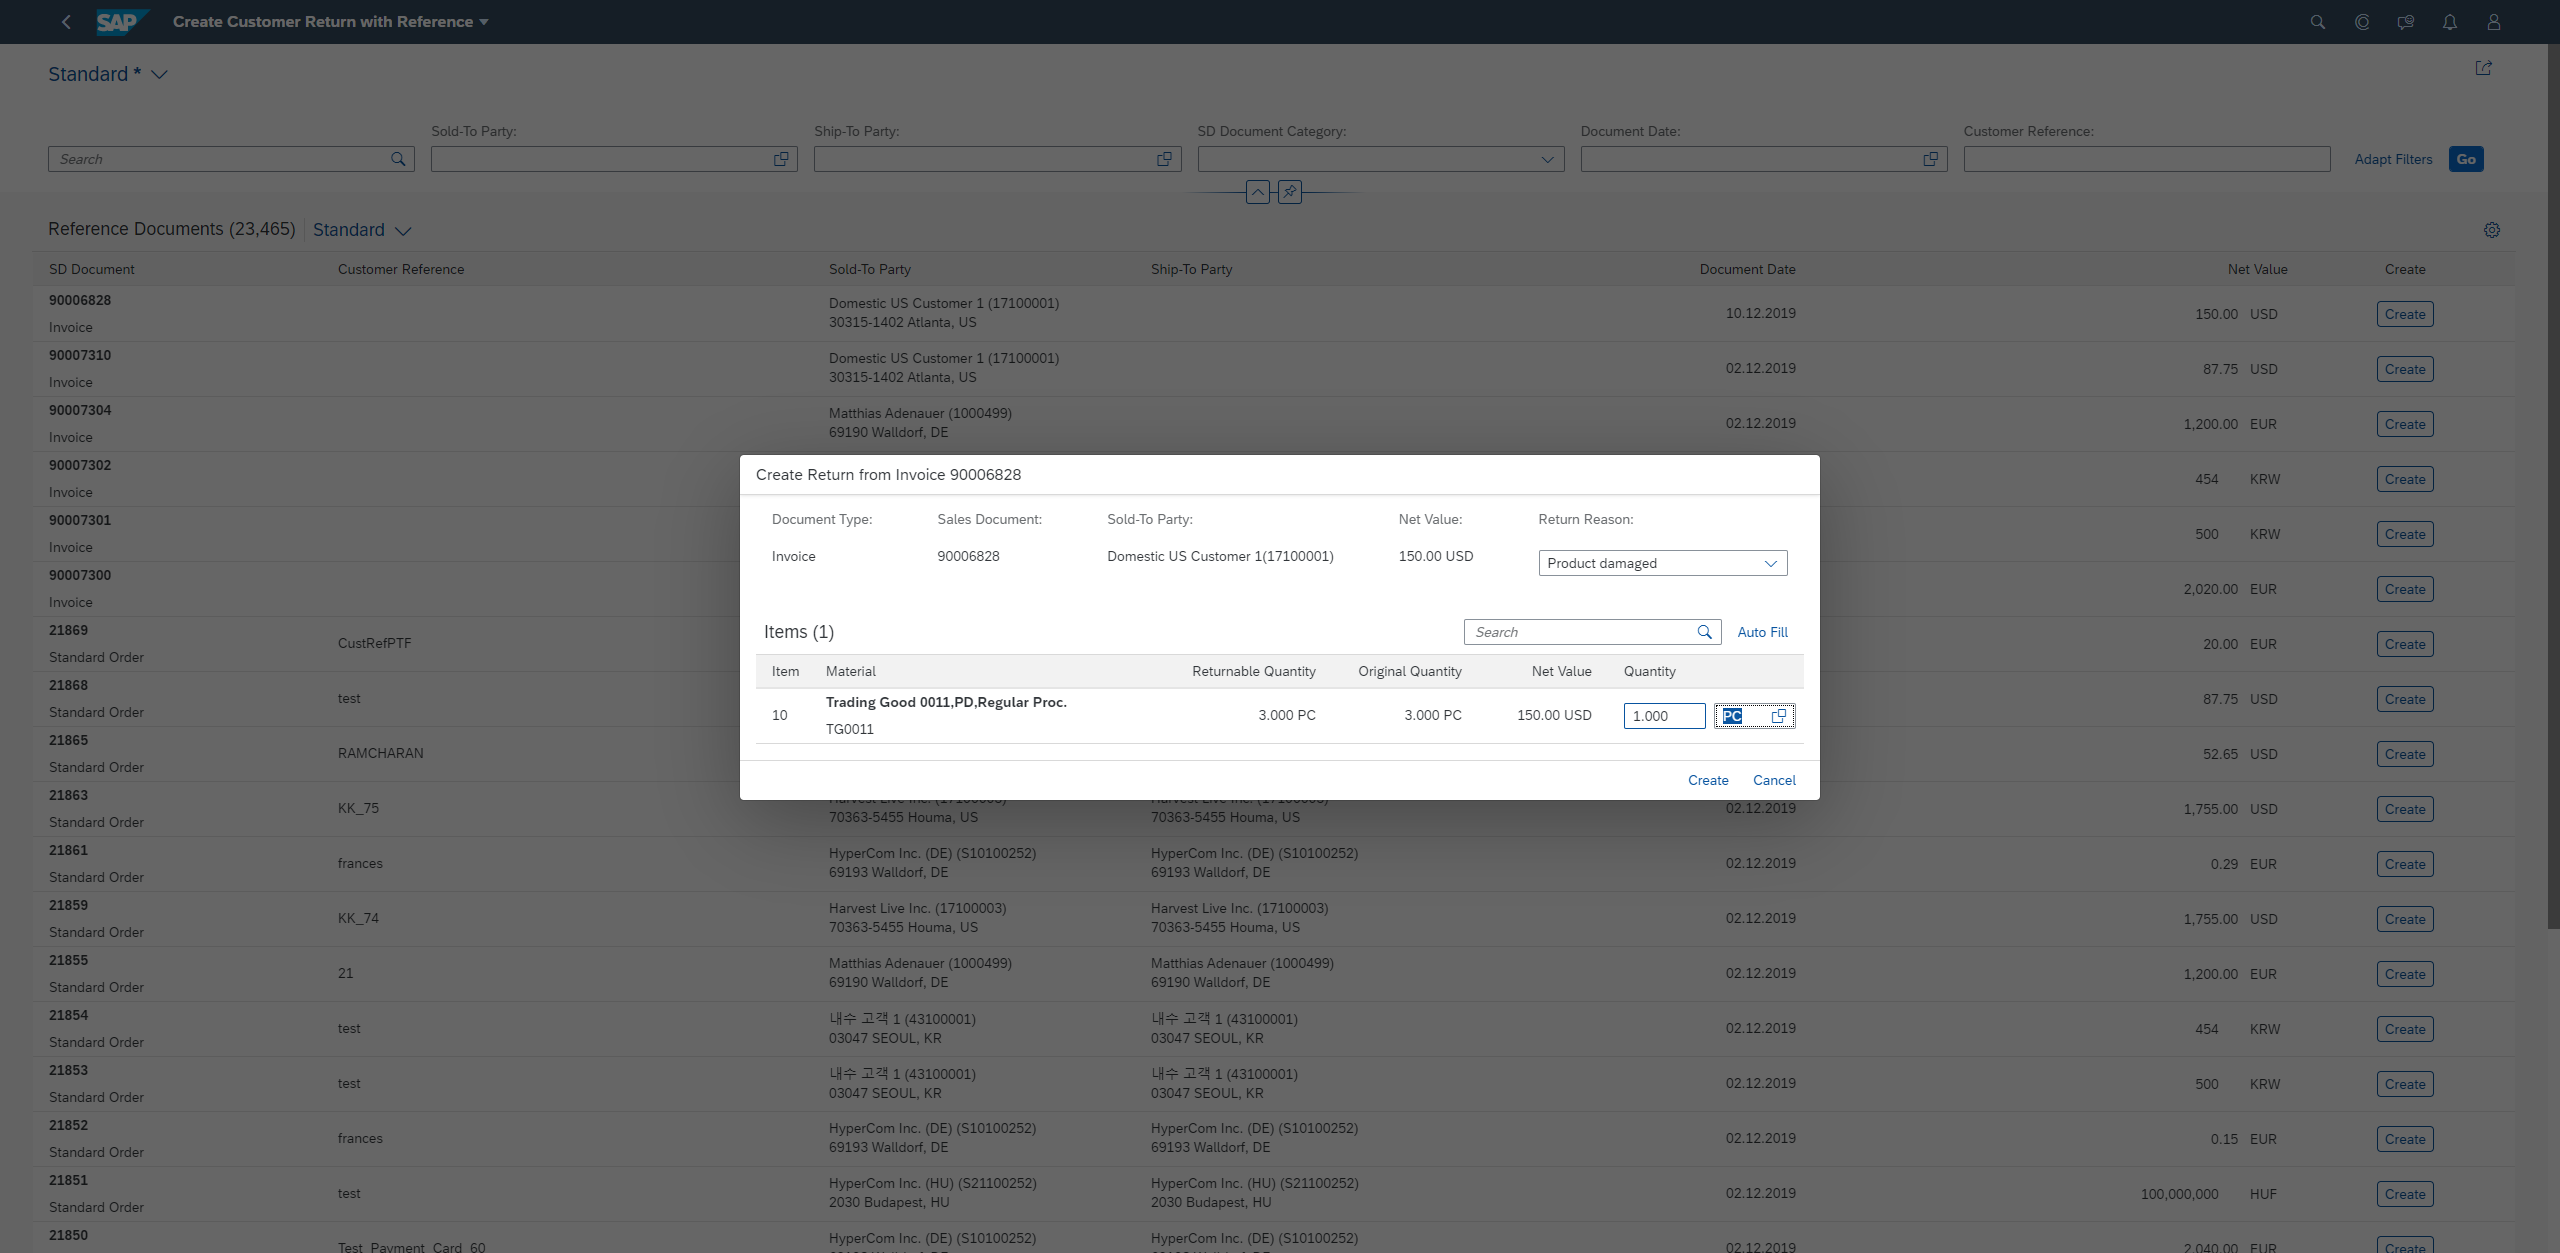 SAP
Create Customer Return with Reference
Standard *
Sold-To Party:
Ship-To Party:
SD Document Category:
Document Date:
Customer Reference:
Search
Adapt Filters
Go
Reference Documents (23,465)
Standard
SD Document Customer Reference Sold-To Party Ship-To Party Document Date Net Value Create
90006828
Invoice
Domestic US Customer 1 (17100001)
30315-1402 Atlanta, US
10.12.2019
150.00 USD
Create
90007310
Invoice
Domestic US Customer 1 (17100001)
30315-1402 Atlanta, US
02.12.2019
87.75 USD
Create
90007304
Invoice
Matthias Adenauer (1000499)
69190 Walldorf, DE
02.12.2019
1,200.00 EUR
Create
90007302
Invoice
454 KRW
Create
90007301
Invoice
500 KRW
Create
90007300
Invoice
2,020.00 EUR
Create
21869
Standard Order
CustRefPTF
20.00 EUR
Create
21868
Standard Order
test
87.75 USD
Create
21865
Standard Order
RAMCHARAN
52.65 USD
Create
Create Return from Invoice 90006828
Document Type:
Invoice
Sales Document:
90006828
Sold-To Party:
Domestic US Customer 1(17100001)
Net Value:
150.00 USD
Return Reason:
Product damaged
Items (1)
Search
Auto Fill
Item Material Returnable Quantity Original Quantity Net Value Quantity
10
Trading Good 0011,PD,Regular Proc.
TG0011
3.000 PC
3.000 PC
150.00 USD
1.000
PC
Create
Cancel
21863
Standard Order
KK_75
Harvest Live Inc. (17100003)
70363-5455 Houma, US
Harvest Live Inc. (17100003)
70363-5455 Houma, US
02.12.2019
1,755.00 USD
Create
21861
Standard Order
frances
HyperCom Inc. (DE) (S10100252)
69193 Walldorf, DE
HyperCom Inc. (DE) (S10100252)
69193 Walldorf, DE
02.12.2019
0.29 EUR
Create
21859
Standard Order
KK_74
Harvest Live Inc. (17100003)
70363-5455 Houma, US
Harvest Live Inc. (17100003)
70363-5455 Houma, US
02.12.2019
1,755.00 USD
Create
21855
Standard Order
21
Matthias Adenauer (1000499)
69190 Walldorf, DE
Matthias Adenauer (1000499)
69190 Walldorf, DE
02.12.2019
1,200.00 EUR
Create
21854
Standard Order
test
내수 고객 1 (43100001)
03047 SEOUL, KR
내수 고객 1 (43100001)
03047 SEOUL, KR
02.12.2019
454 KRW
Create
21853
Standard Order
test
내수 고객 1 (43100001)
03047 SEOUL, KR
내수 고객 1 (43100001)
03047 SEOUL, KR
02.12.2019
500 KRW
Create
21852
Standard Order
frances
HyperCom Inc. (DE) (S10100252)
69193 Walldorf, DE
HyperCom Inc. (DE) (S10100252)
69193 Walldorf, DE
02.12.2019
0.15 EUR
Create
21851
Standard Order
test
HyperCom Inc. (HU) (S21100252)
2030 Budapest, HU
HyperCom Inc. (HU) (S21100252)
2030 Budapest, HU
02.12.2019
100,000,000 HUF
Create
21850
Test_Payment_Card_60
HyperCom Inc. (DE) (S10100252)
HyperCom Inc. (DE) (S10100252)
02.12.2019
2,040.00 EUR
Create